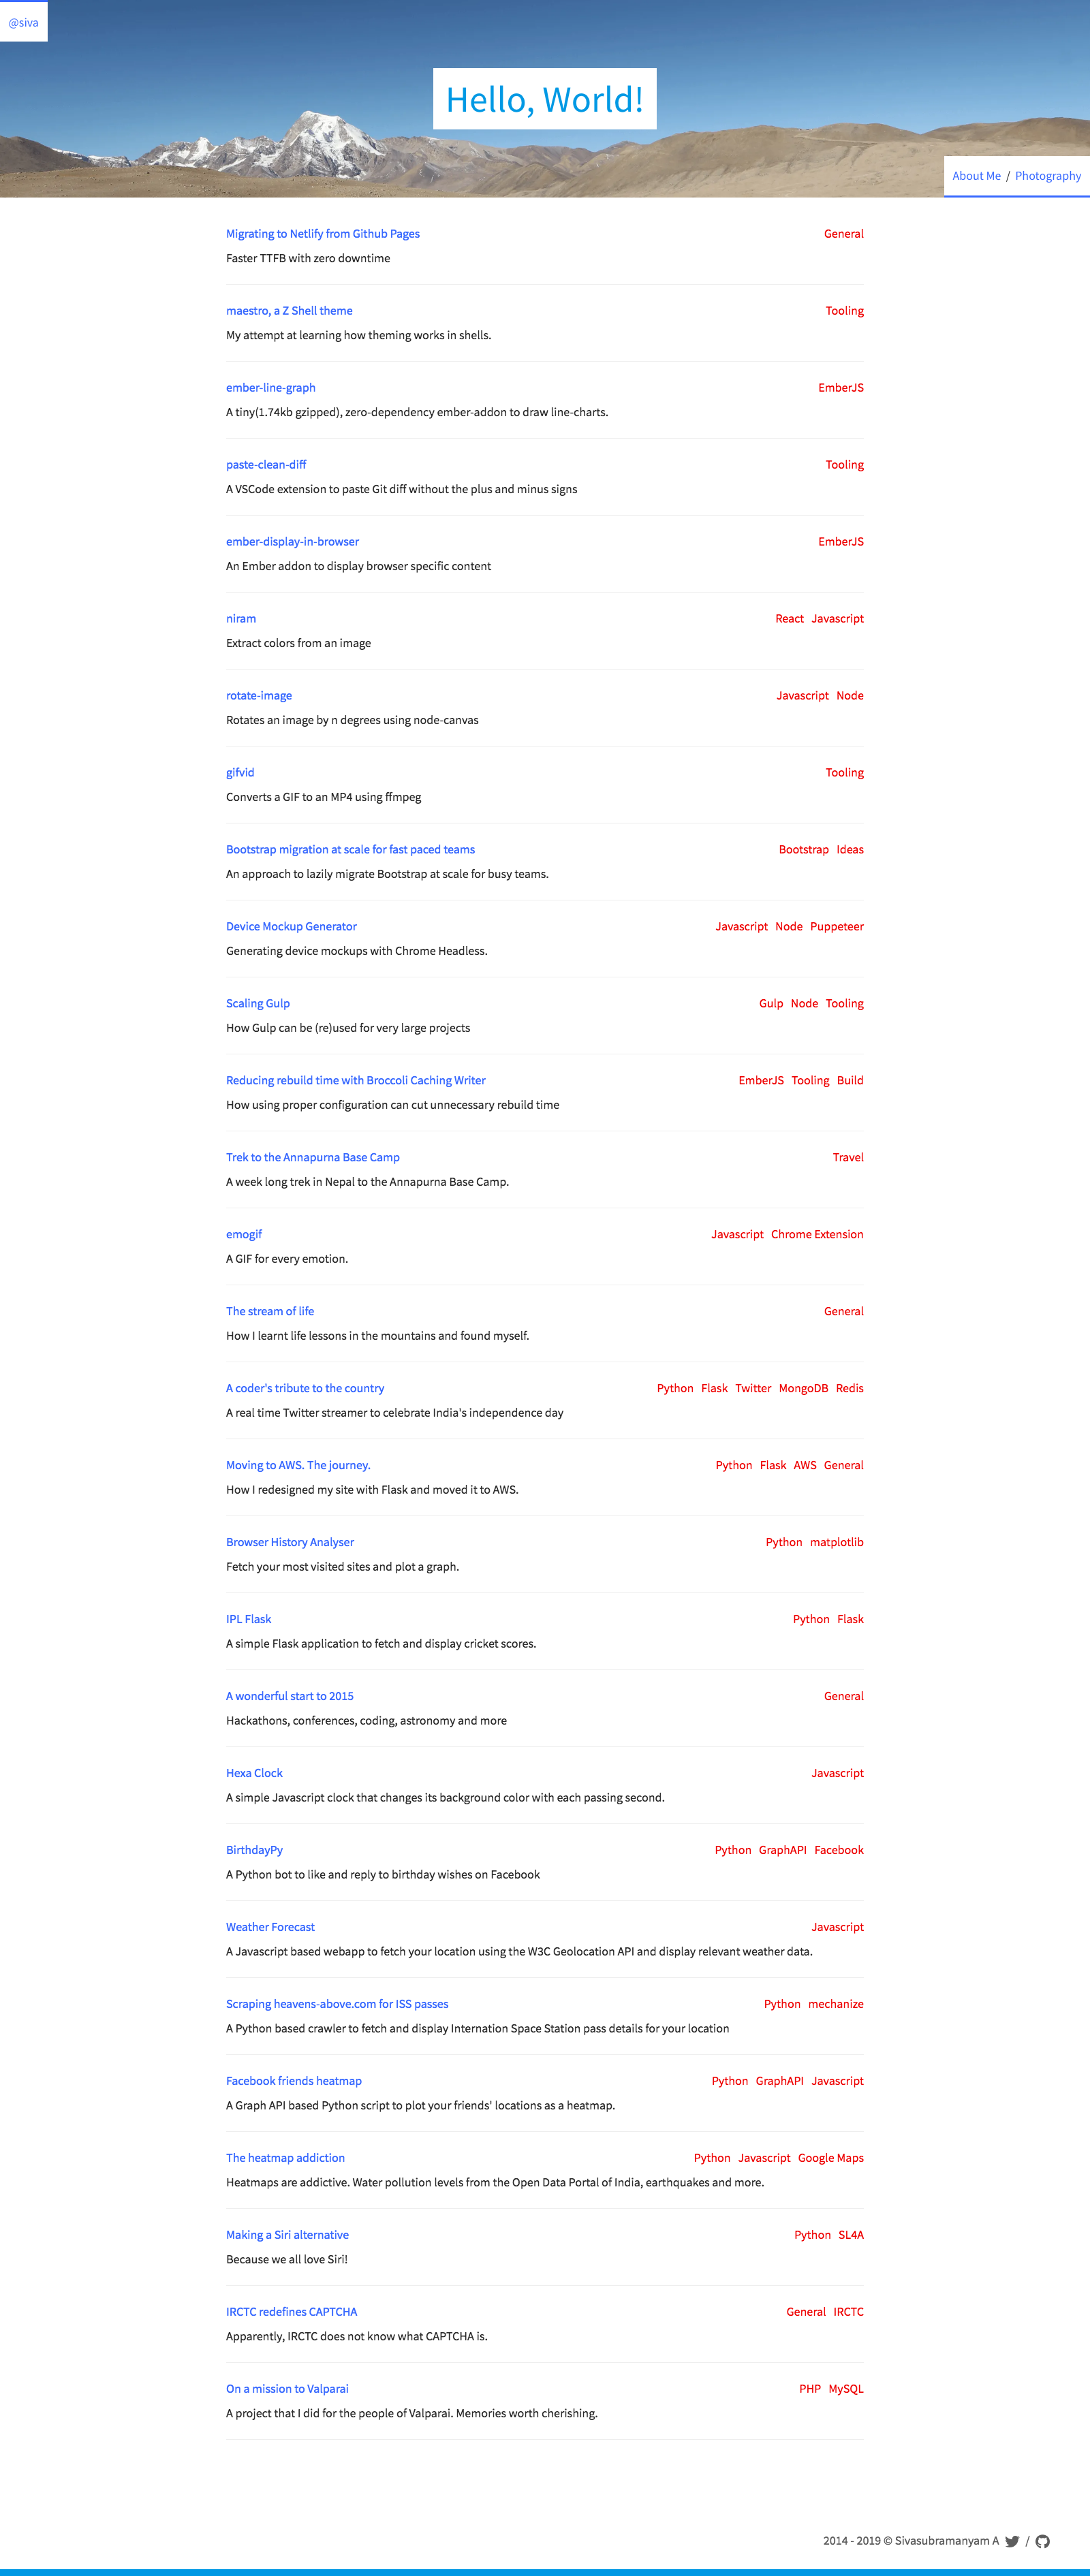 @siva
Hello, World!
About Me / Photography
Migrating to Netlify from Github Pages General
Faster TTFB with zero downtime
maestro, a Z Shell theme Tooling
My attempt at learning how theming works in shells.
ember-line-graph EmberJS
A tiny(1.74kb gzipped), zero-dependency ember-addon to draw line-charts.
paste-clean-diff Tooling
A VSCode extension to paste Git diff without the plus and minus signs
ember-display-in-browser EmberJS
An Ember addon to display browser specific content
niram React Javascript
Extract colors from an image
rotate-image Javascript Node
Rotates an image by n degrees using node-canvas
gifvid Tooling
Converts a GIF to an MP4 using ffmpeg
Bootstrap migration at scale for fast paced teams Bootstrap Ideas
An approach to lazily migrate Bootstrap at scale for busy teams.
Device Mockup Generator Javascript Node Puppeteer
Generating device mockups with Chrome Headless.
Scaling Gulp Gulp Node Tooling
How Gulp can be (re)used for very large projects
Reducing rebuild time with Broccoli Caching Writer EmberJS Tooling Build
How using proper configuration can cut unnecessary rebuild time
Trek to the Annapurna Base Camp Travel
A week long trek in Nepal to the Annapurna Base Camp.
emogif Javascript Chrome Extension
A GIF for every emotion.
The stream of life General
How I learnt life lessons in the mountains and found myself.
A coder's tribute to the country Python Flask Twitter MongoDB Redis
A real time Twitter streamer to celebrate India's independence day
Moving to AWS. The journey. Python Flask AWS General
How I redesigned my site with Flask and moved it to AWS.
Browser History Analyser Python matplotlib
Fetch your most visited sites and plot a graph.
IPL Flask Python Flask
A simple Flask application to fetch and display cricket scores.
A wonderful start to 2015 General
Hackathons, conferences, coding, astronomy and more
Hexa Clock Javascript
A simple Javascript clock that changes its background color with each passing second.
BirthdayPy Python GraphAPI Facebook
A Python bot to like and reply to birthday wishes on Facebook
Weather Forecast Javascript
A Javascript based webapp to fetch your location using the W3C Geolocation API and display relevant weather data.
Scraping heavens-above.com for ISS passes Python mechanize
A Python based crawler to fetch and display Internation Space Station pass details for your location
Facebook friends heatmap Python GraphAPI Javascript
A Graph API based Python script to plot your friends' locations as a heatmap.
The heatmap addiction Python Javascript Google Maps
Heatmaps are addictive. Water pollution levels from the Open Data Portal of India, earthquakes and more.
Making a Siri alternative Python SL4A
Because we all love Siri!
IRCTC redefines CAPTCHA General IRCTC
Apparently, IRCTC does not know what CAPTCHA is.
On a mission to Valparai PHP MySQL
A project that I did for the people of Valparai. Memories worth cherishing.
2014 - 2019 © Sivasubramanyam A /